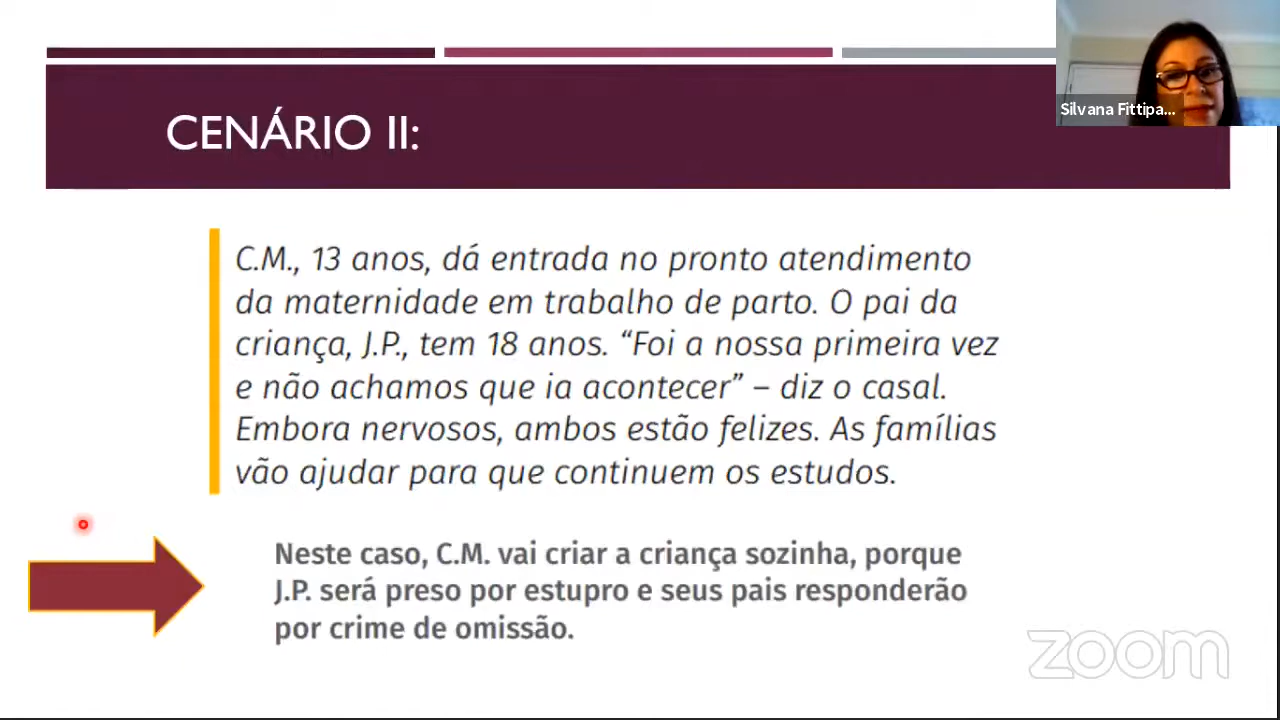 Silvana Fittipa...
CENÁRIO II:
C.M., 13 anos, dá entrada no pronto atendimento
da maternidade em trabalho de parto. O pai da
criança, J.P., tem 18 anos. “Foi a nossa primeira vez
e não achamos que ia acontecer” – diz o casal.
Embora nervosos, ambos estão felizes. As famílias
vão ajudar para que continuem os estudos.
Neste caso, C.M. vai criar a criança sozinha, porque
J.P. será preso por estupro e seus pais responderão
por crime de omissão.
zoom